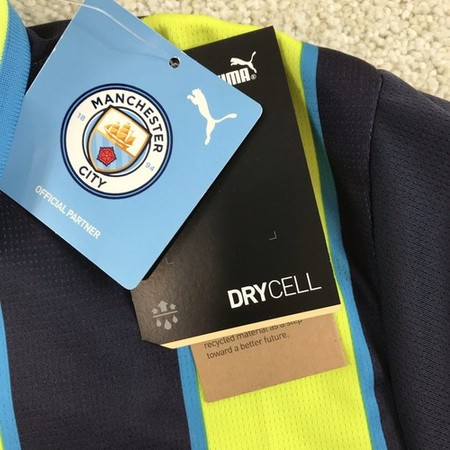 MANCHESTER
18 94
CITY
OFFICIAL PARTNER
PUMA
DRYCELL
recycled material as a step
toward a better future.